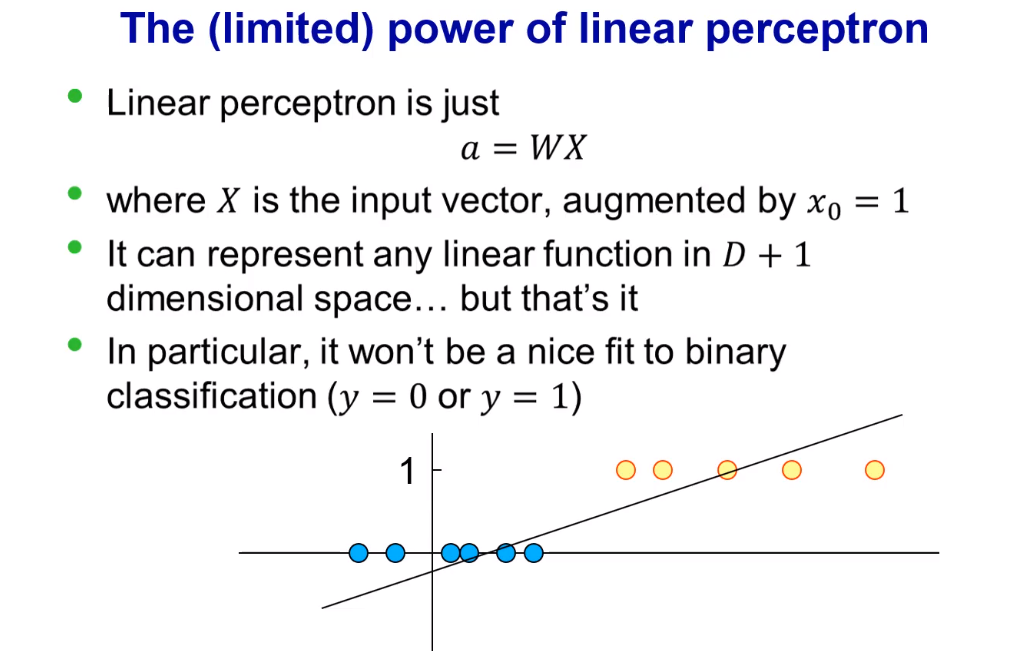 The (limited) power of linear perceptron
• Linear perceptron is just
a = WX
• where X is the input vector, augmented by x₀ = 1
• It can represent any linear function in D + 1
dimensional space… but that’s it
• In particular, it won’t be a nice fit to binary
classification (y = 0 or y = 1)
1